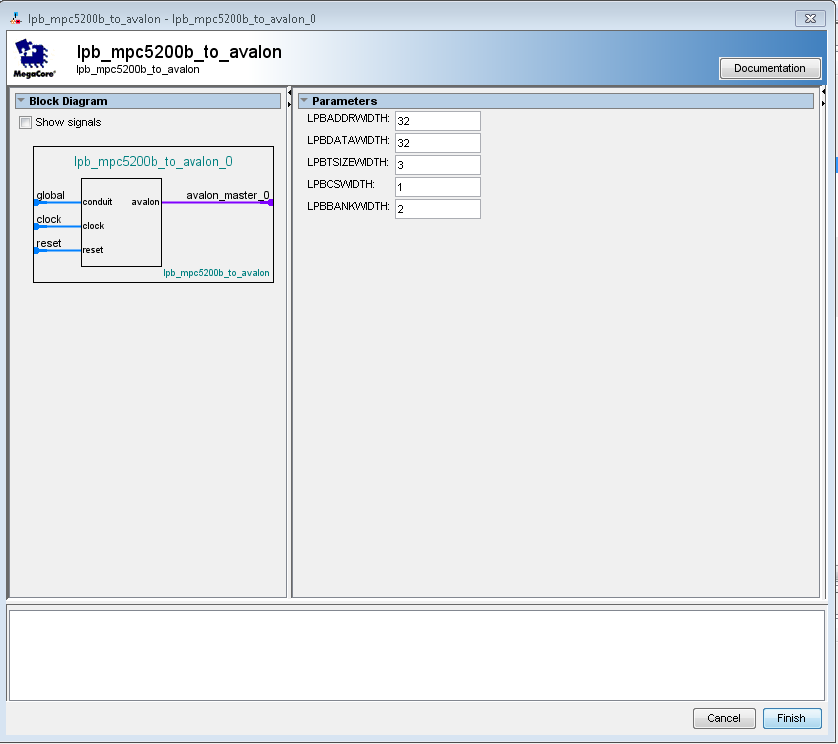 lpb_mpc5200b_to_avalon - lpb_mpc5200b_to_avalon_0
MegaCore®
lpb_mpc5200b_to_avalon
lpb_mpc5200b_to_avalon
Documentation
Block Diagram
Show signals
lpb_mpc5200b_to_avalon_0
global
conduit
avalon
avalon_master_0
clock
clock
reset
reset
lpb_mpc5200b_to_avalon
Parameters
LPBADDRWIDTH: 32
LPBDATAWIDTH: 32
LPBTSIZEWIDTH: 3
LPBCSWIDTH: 1
LPBBANKWIDTH: 2
Cancel
Finish